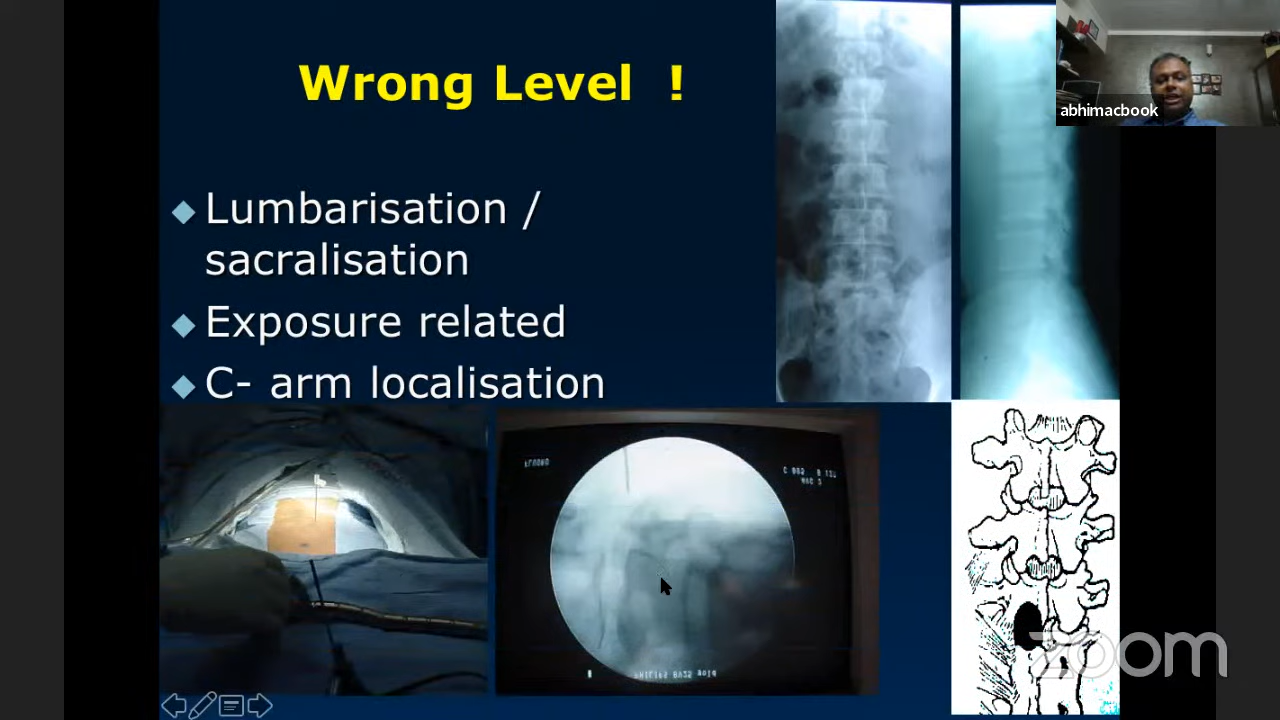 Wrong Level !
abhimacbook
Lumbarisation /
sacralisation
Exposure related
C- arm localisation
zoom